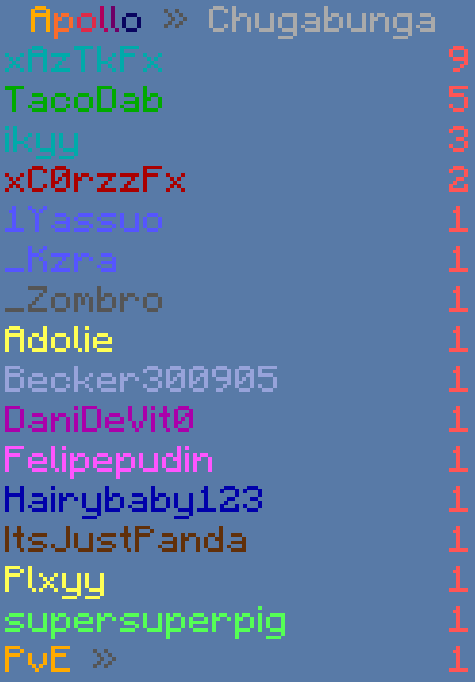 Apollo » Chugabunga
xAzTkFx 9
TacoDab 5
ikyy 3
xC0rzzFx 2
1Yassuo 1
_Kzra 1
_Zombro 1
Adolie 1
Becker300905 1
DaniDeVit0 1
Felipepudin 1
Hairybaby123 1
ItsJustPanda 1
Plxyy 1
supersuperpig 1
PvE » 1